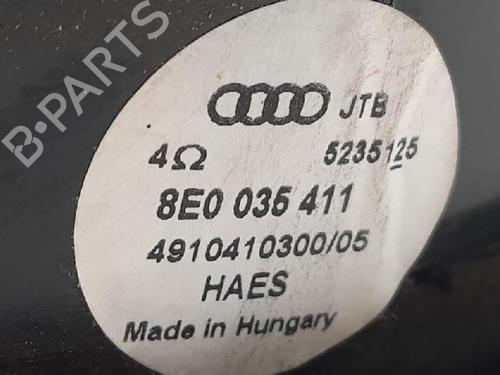 B-PARTS
JTB
4Ω 5235125
8E0 035 411
4910410300/05
HAES
Made in Hungary